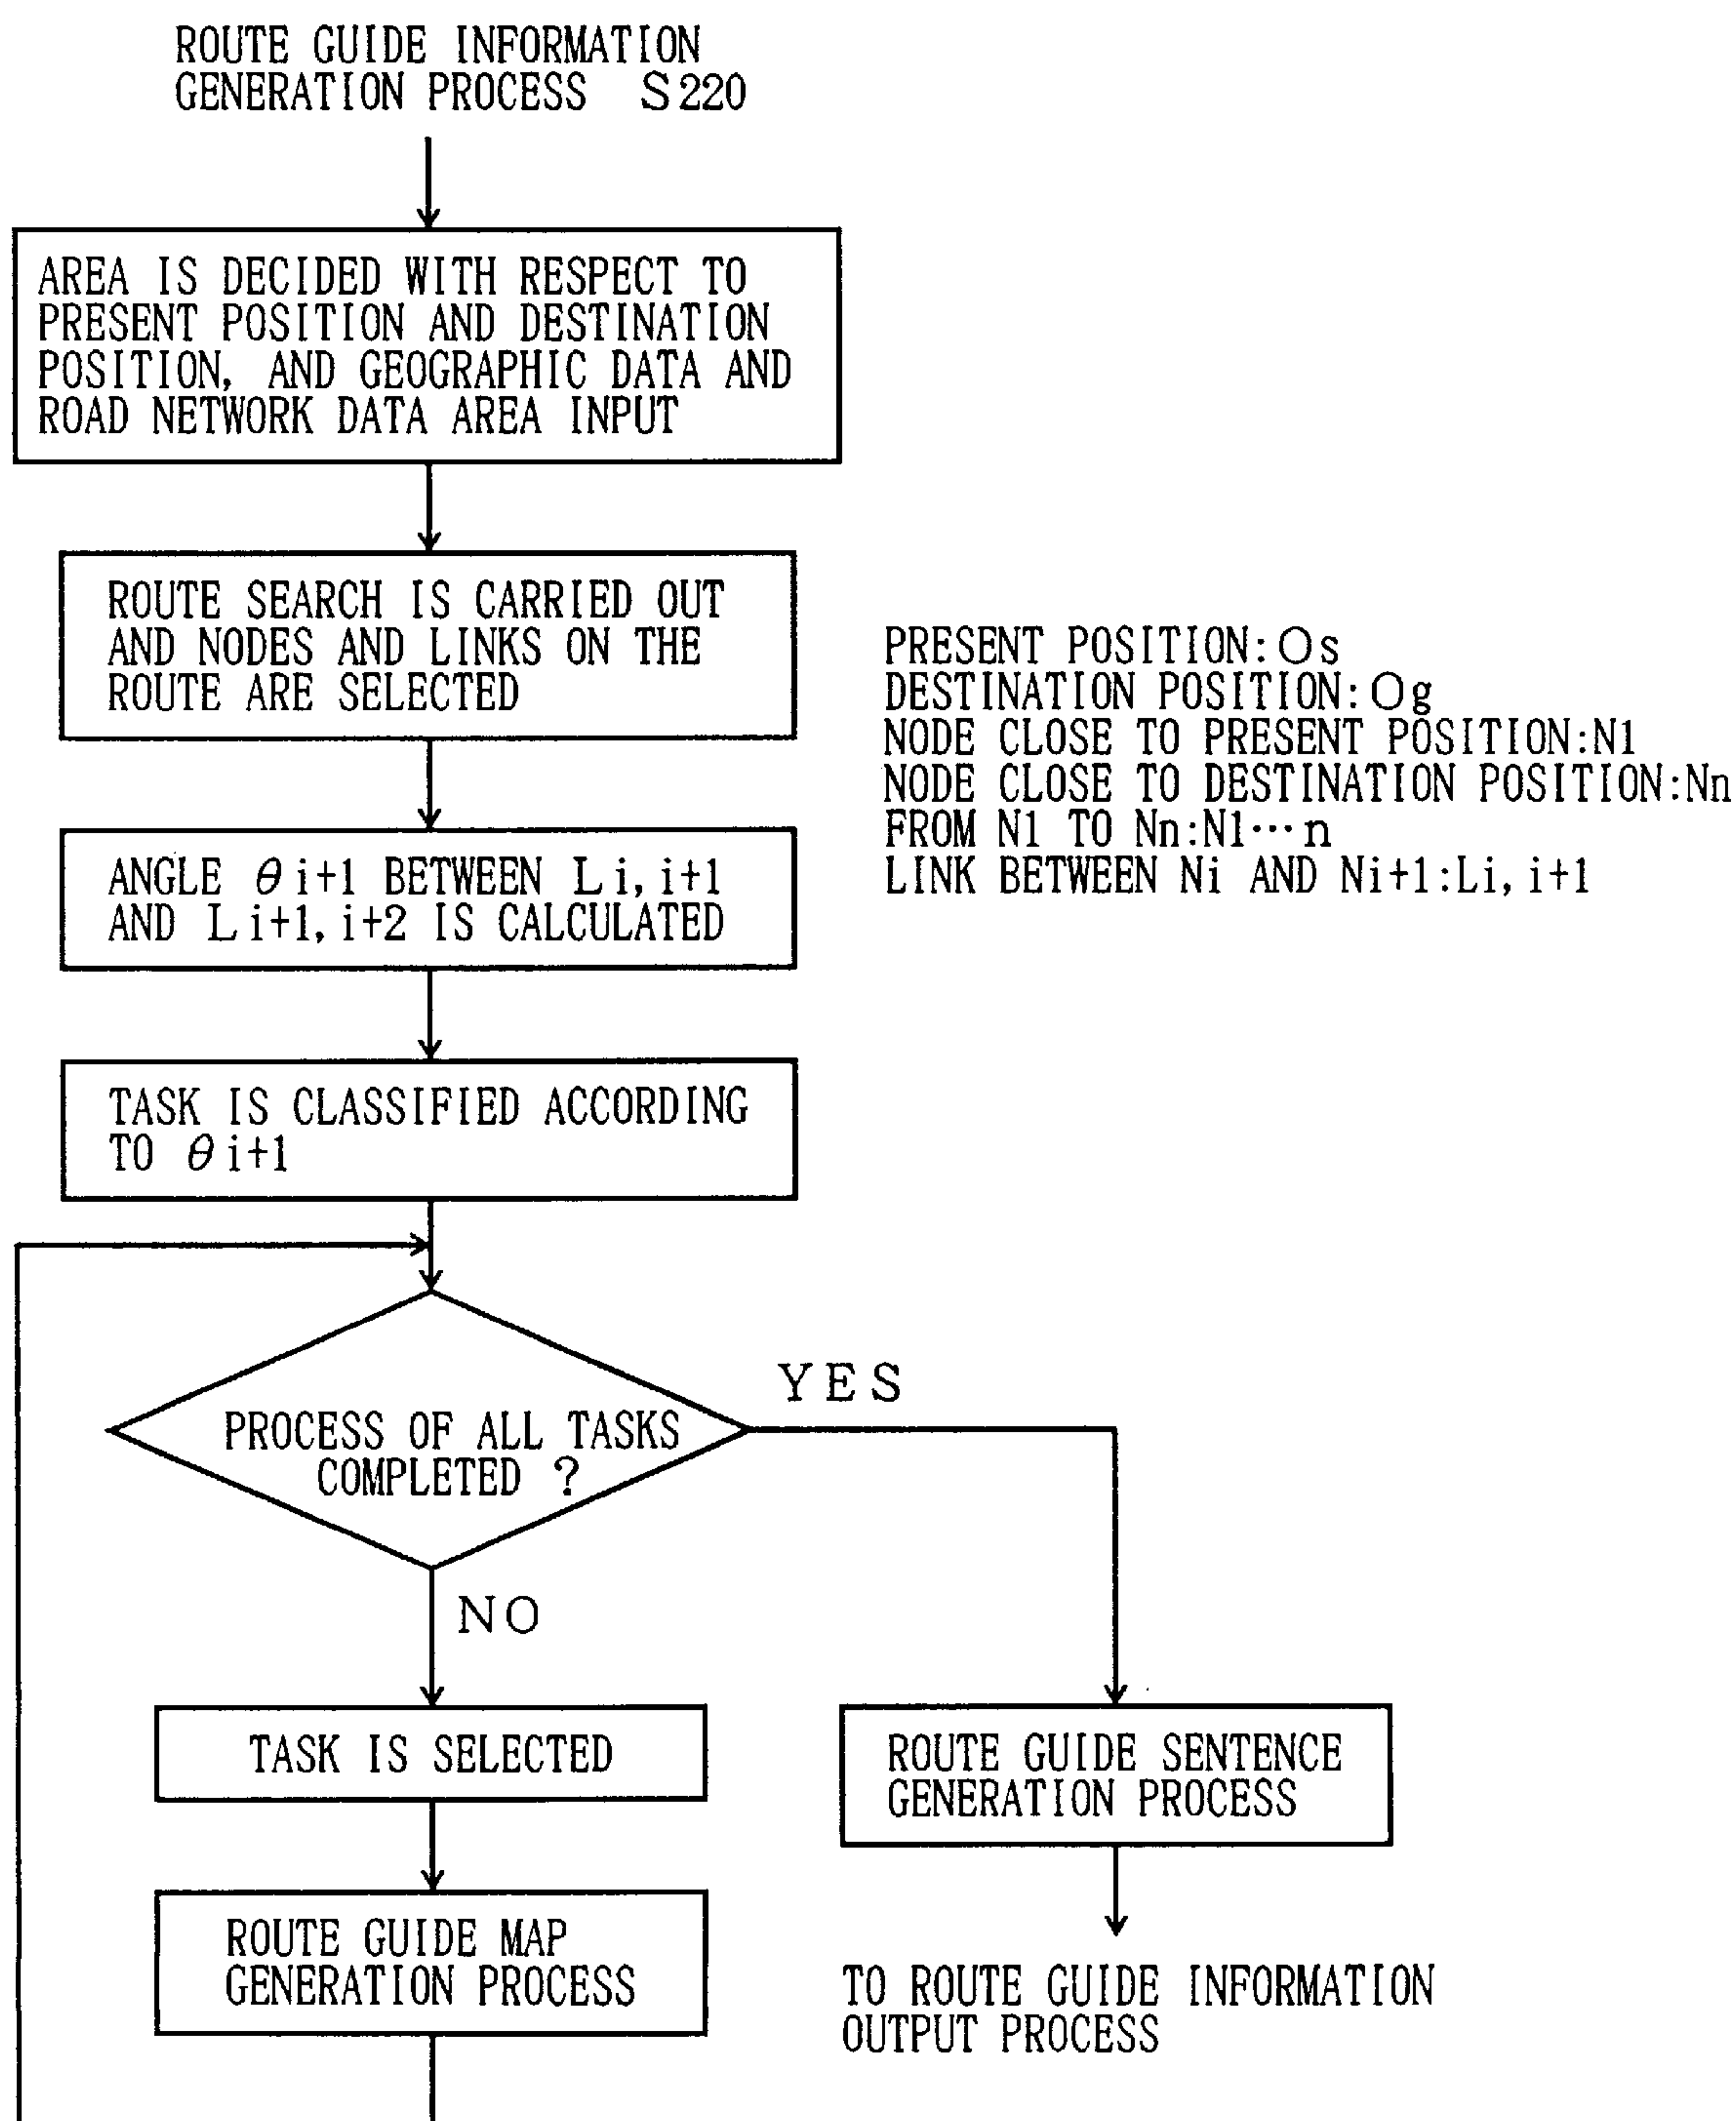 ROUTE GUIDE INFORMATION
GENERATION PROCESS S220
AREA IS DECIDED WITH RESPECT TO
PRESENT POSITION AND DESTINATION
POSITION, AND GEOGRAPHIC DATA AND
ROAD NETWORK DATA AREA INPUT
ROUTE SEARCH IS CARRIED OUT
AND NODES AND LINKS ON THE
ROUTE ARE SELECTED
PRESENT POSITION:Os
DESTINATION POSITION:Og
NODE CLOSE TO PRESENT POSITION:N1
NODE CLOSE TO DESTINATION POSITION:Nn
FROM N1 TO Nn:N1···n
LINK BETWEEN Ni AND Ni+1:Li,i+1
ANGLE θi+1 BETWEEN Li,i+1
AND Li+1,i+2 IS CALCULATED
TASK IS CLASSIFIED ACCORDING
TO θi+1
PROCESS OF ALL TASKS
COMPLETED ?
YES
NO
TASK IS SELECTED
ROUTE GUIDE SENTENCE
GENERATION PROCESS
ROUTE GUIDE MAP
GENERATION PROCESS
TO ROUTE GUIDE INFORMATION
OUTPUT PROCESS